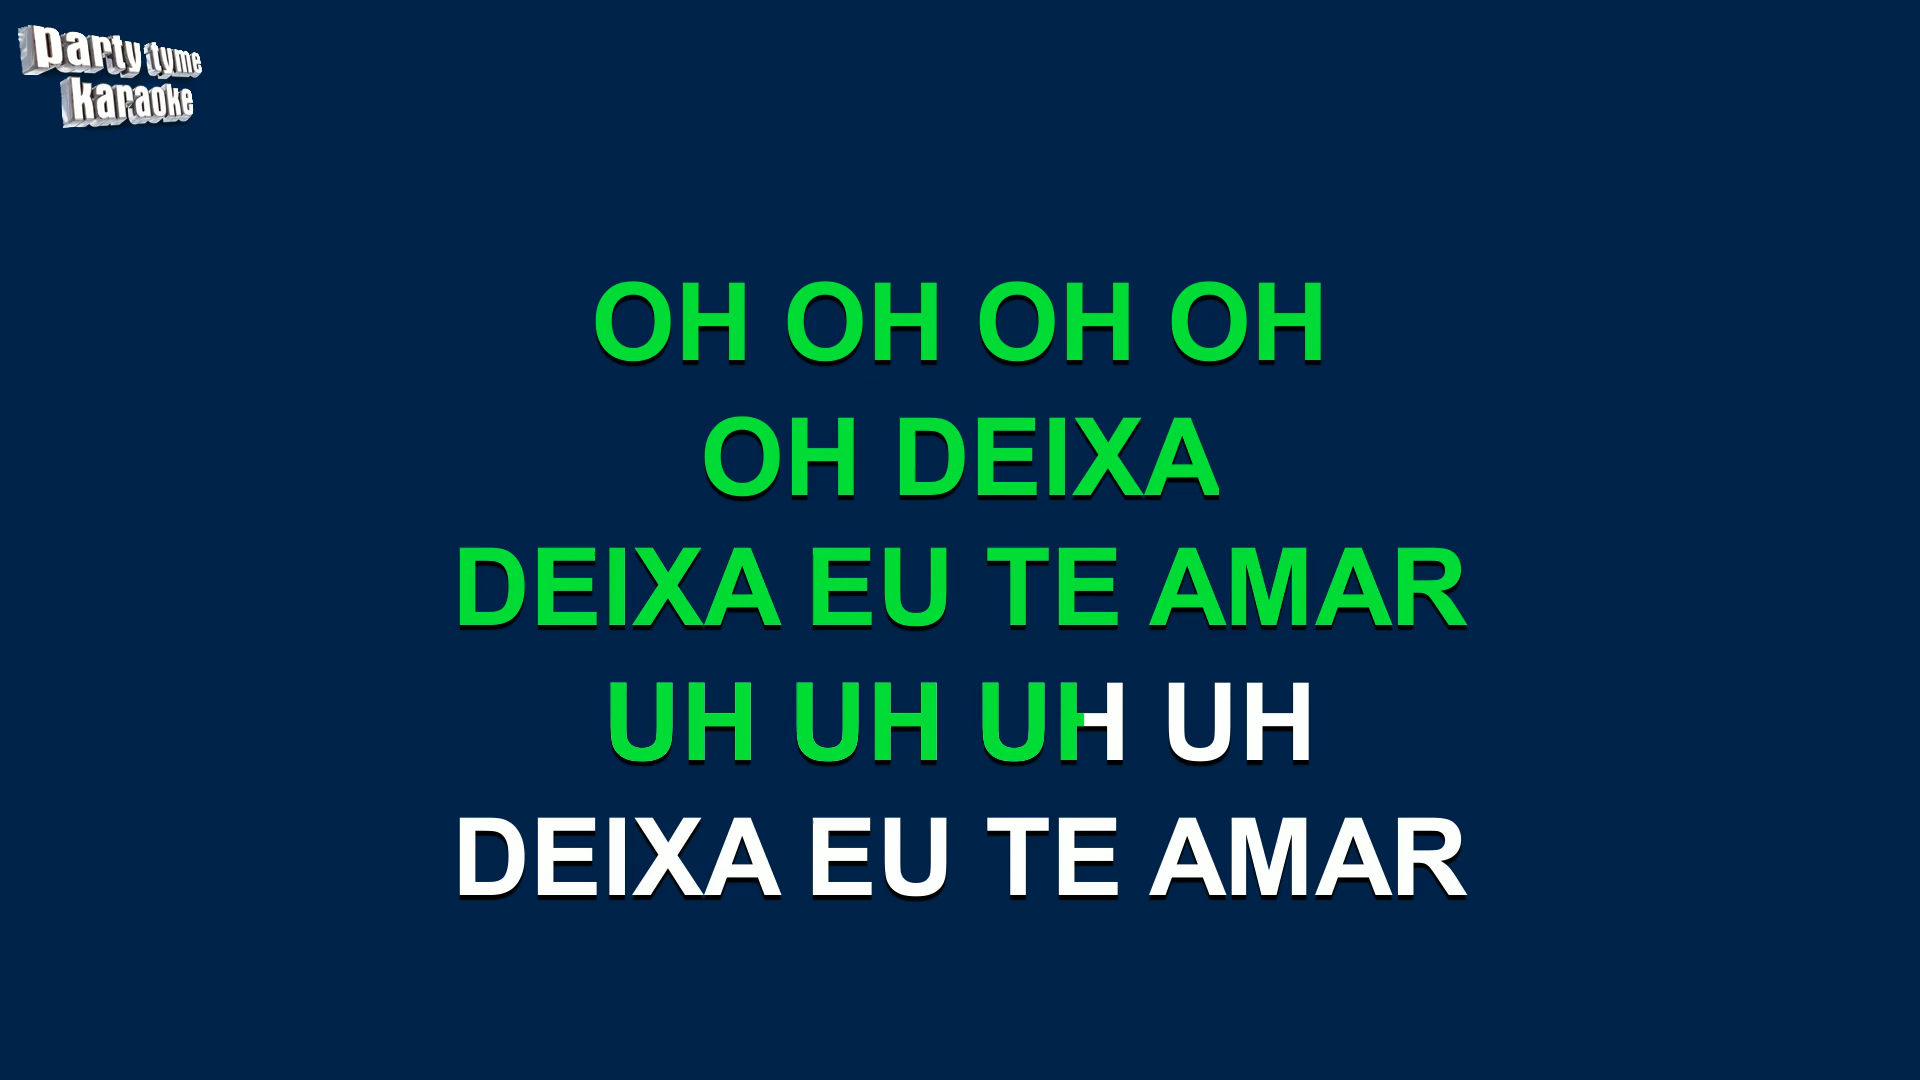 party tyme
karaoke
OH OH OH OH
OH DEIXA
DEIXA EU TE AMAR
UH UH UH UH
DEIXA EU TE AMAR